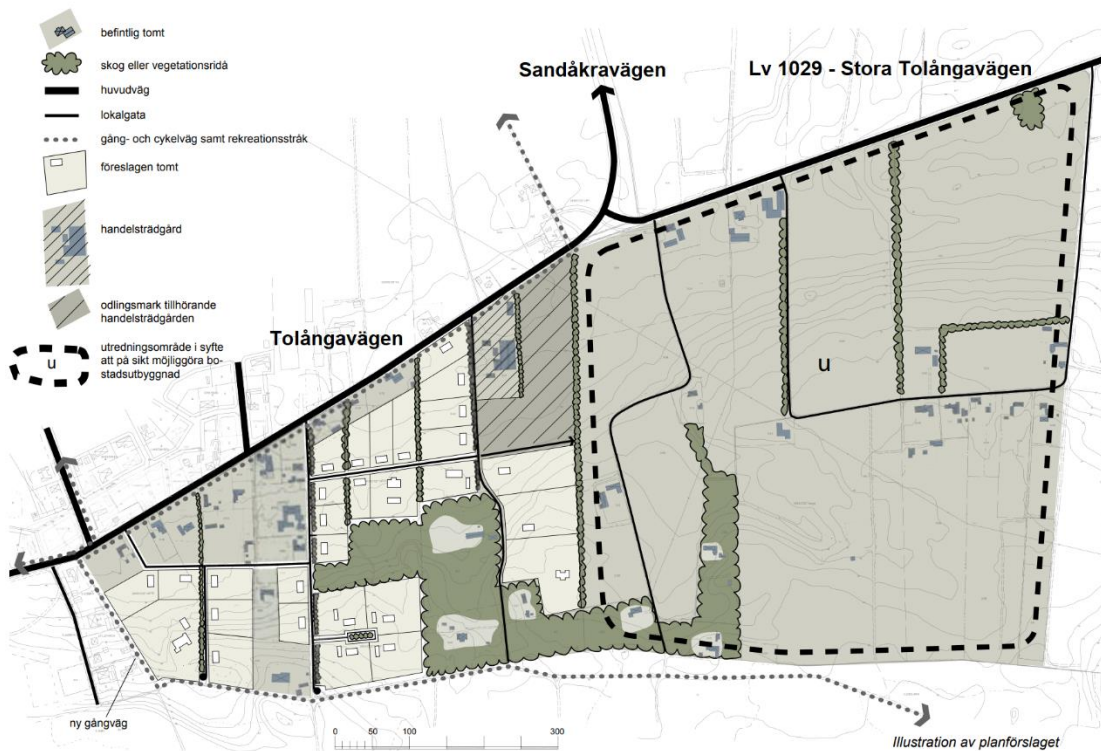 befintlig tomt
skog eller vegetationsridå
huvudväg
lokalgata
gång- och cykelväg samt rekreationsstråk
föreslagen tomt
handelsträdgård
odlingsmark tillhörande
handelsträdgården
u
utredningsområde i syfte
att på sikt möjliggöra bo-
stadsutbyggnad
Sandåkravägen
Lv 1029 - Stora Tolångavägen
Tolångavägen
u
ny gångväg
0 50 100 300
Illustration av planförslaget